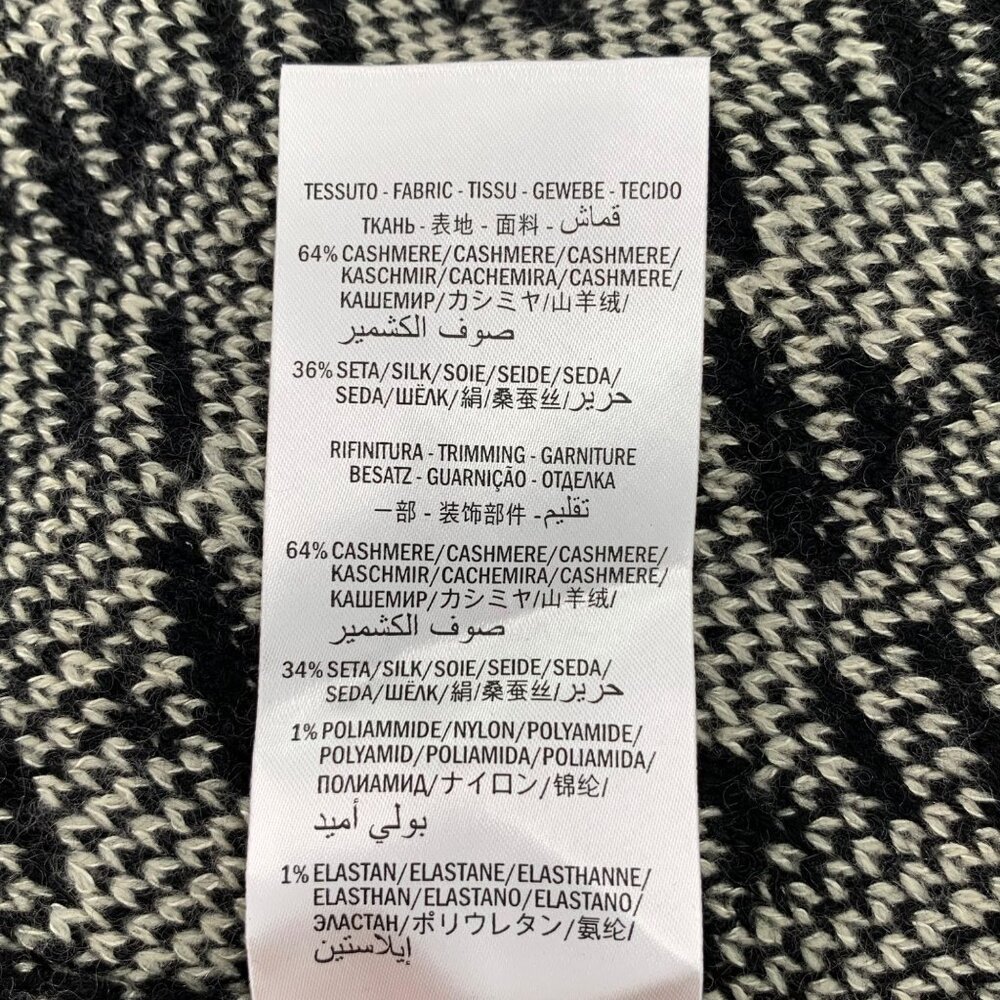 TESSUTO - FABRIC - TISSU - GEWEBE - TECIDO
ТКАНЬ - 表地 - 面料 - قماش
64% CASHMERE/CASHMERE/CASHMERE/
KASCHMIR/CACHEMIRA/CASHMERE/
КАШЕМИР/カシミヤ/山羊绒/
صوف الكشمير
36% SETA/SILK/SOIE/SEIDE/SEDA/
SEDA/ШЁЛК/絹/桑蚕丝/حرير
RIFINITURA - TRIMMING - GARNITURE
BESATZ - GUARNIÇÃO - ОТДЕЛКА
一部 - 装饰部件 - تقليم
64% CASHMERE/CASHMERE/CASHMERE/
KASCHMIR/CACHEMIRA/CASHMERE/
КАШЕМИР/カシミヤ/山羊绒/
صوف الكشمير
34% SETA/SILK/SOIE/SEIDE/SEDA/
SEDA/ШЁЛК/絹/桑蚕丝/حرير
1% POLIAMMIDE/NYLON/POLYAMIDE/
POLYAMID/POLIAMIDA/POLIAMIDA/
ПОЛИАМИД/ナイロン/锦纶/
بولي أميد
1% ELASTAN/ELASTANE/ELASTHANNE/
ELASTHAN/ELASTANO/ELASTANO/
ЭЛАСТАН/ポリウレタン/氨纶/
إيلاستين